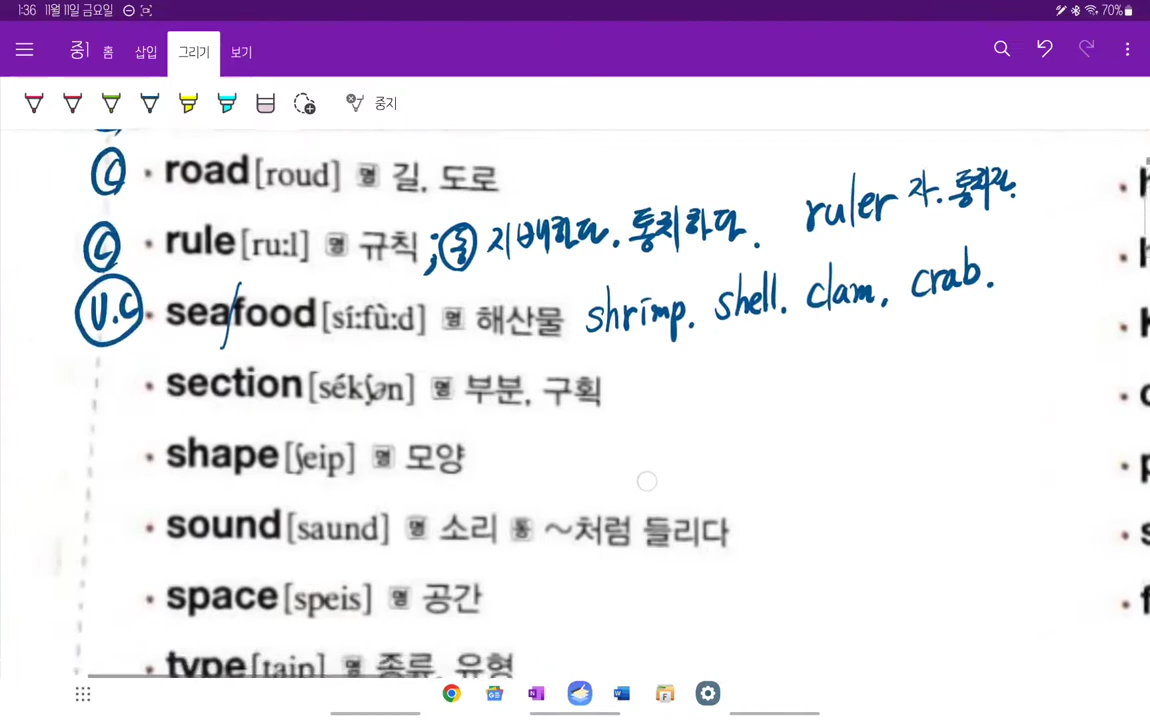 1:36 11월 11일 금요일 70%
중1 홈 삽입 그리기 보기
중지
C · road [roud] 명 길, 도로
C · rule [ru:l] 명 규칙 ; 동 지배한다. 통치하다. ruler 자. 통치자.
U.C · seafood [sí:fù:d] 명 해산물 shrimp. shell. clam. crab.
· section [sékʃən] 명 부분, 구획
· shape [ʃeip] 명 모양
· sound [saund] 명 소리 동 ~처럼 들리다
· space [speis] 명 공간
· type [taip] 명 종류, 유형